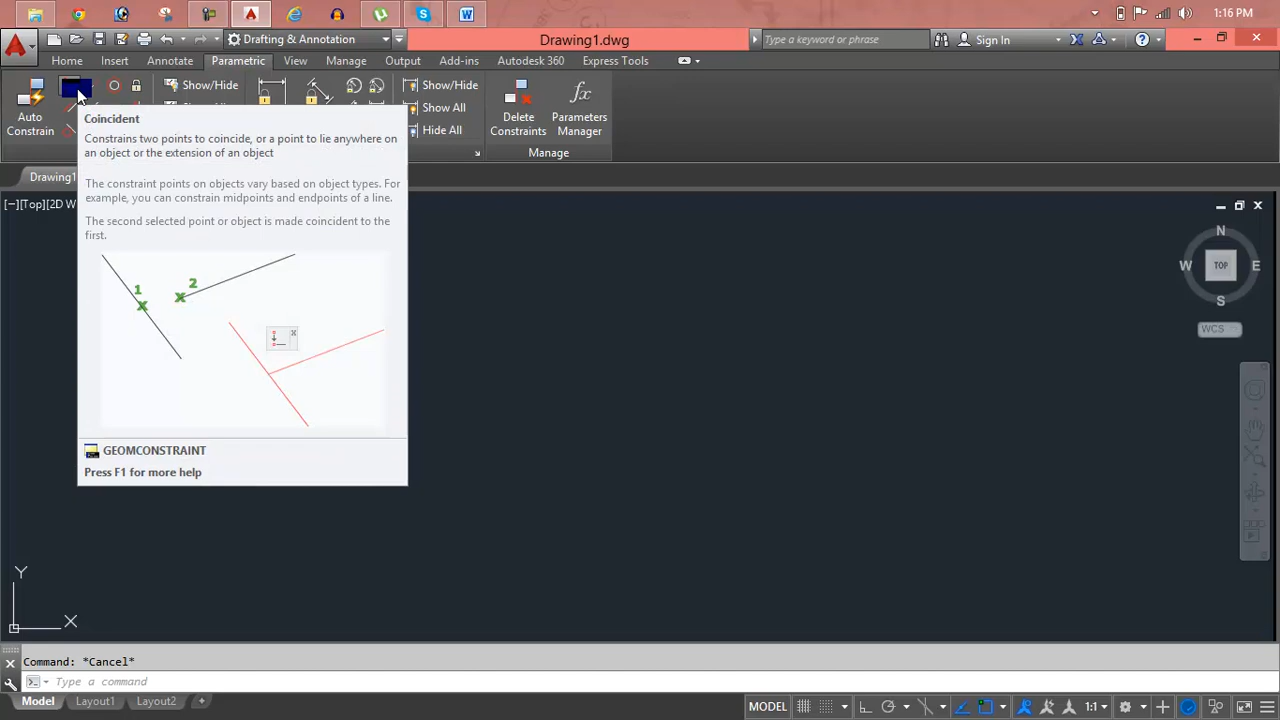 1:16 PM
Drafting & Annotation
Drawing1.dwg
Type a keyword or phrase
Sign In
Home
Insert
Annotate
Parametric
View
Manage
Output
Add-ins
Autodesk 360
Express Tools
Auto
Constrain
Show/Hide
Show/Hide
Show All
Hide All
Delete
Constraints
fx
Parameters
Manager
Manage
Drawing1
[−][Top][2D W
Coincident
Constrains two points to coincide, or a point to lie anywhere on
an object or the extension of an object
The constraint points on objects vary based on object types. For
example, you can constrain midpoints and endpoints of a line.
The second selected point or object is made coincident to the
first.
1
2
GEOMCONSTRAINT
Press F1 for more help
N
W
TOP
E
S
WCS
Y
X
Command: *Cancel*
Type a command
Model
Layout1
Layout2
+
MODEL
1:1